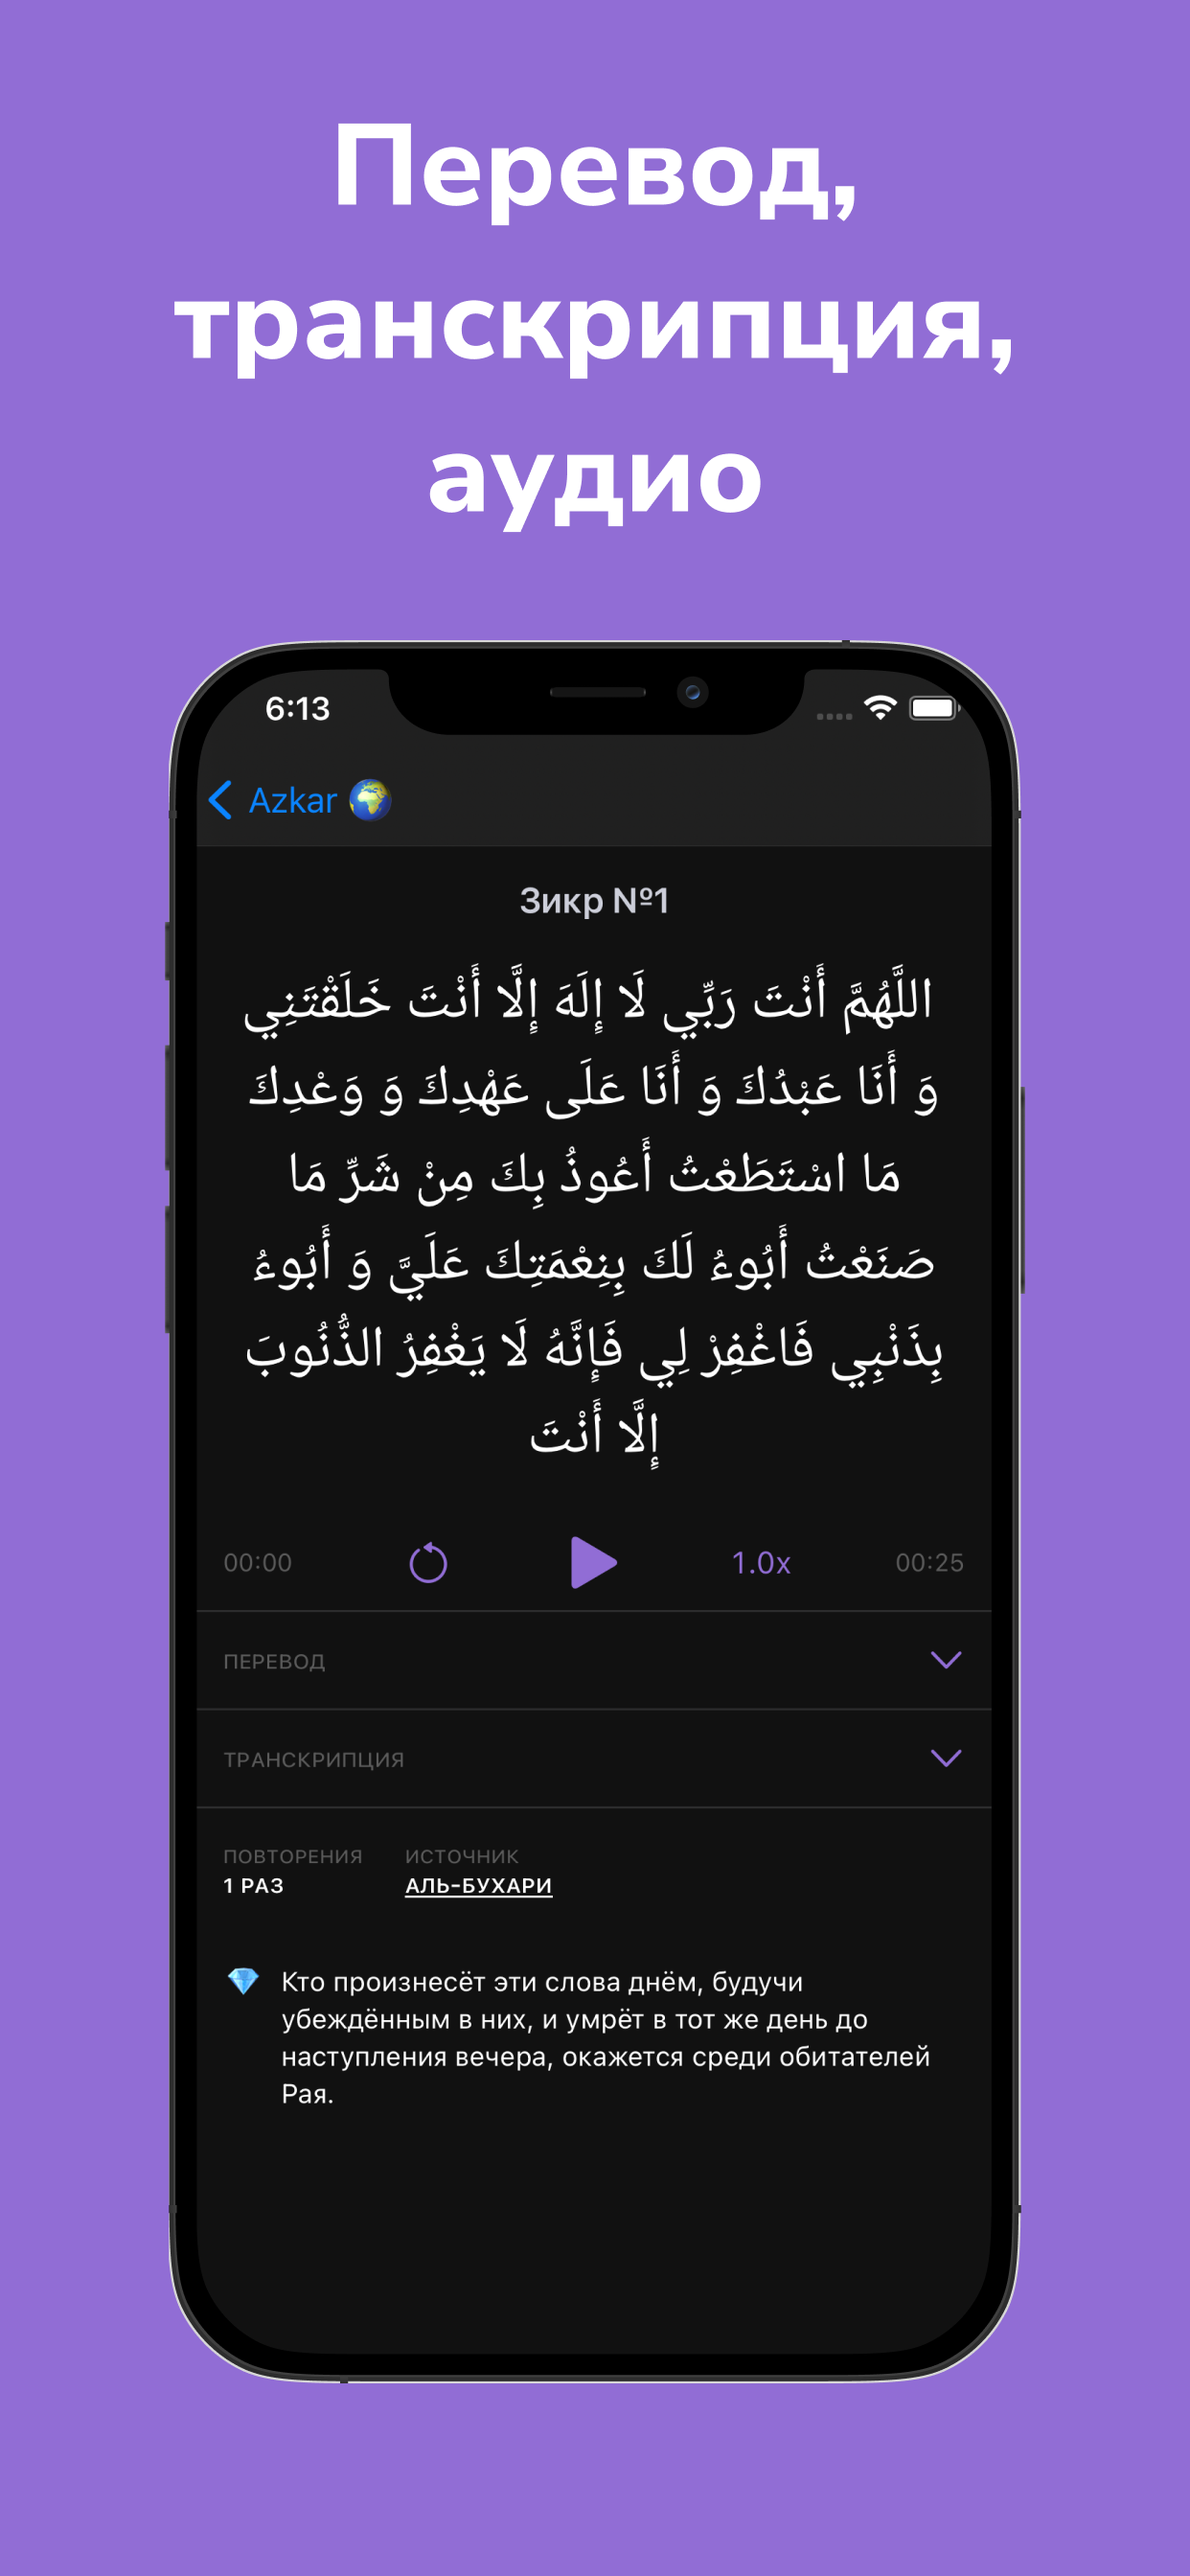 Перевод,
транскрипция,
аудио
6:13
Azkar 🌍
Зикр №1
اللَّهُمَّ أَنْتَ رَبِّي لَا إِلَهَ إِلَّا أَنْتَ خَلَقْتَنِي
وَ أَنَا عَبْدُكَ وَ أَنَا عَلَى عَهْدِكَ وَ وَعْدِكَ
مَا اسْتَطَعْتُ أَعُوذُ بِكَ مِنْ شَرِّ مَا
صَنَعْتُ أَبُوءُ لَكَ بِنِعْمَتِكَ عَلَيَّ وَ أَبُوءُ
بِذَنْبِي فَاغْفِرْ لِي فَإِنَّهُ لَا يَغْفِرُ الذُّنُوبَ
إِلَّا أَنْتَ
00:00 1.0x 00:25
ПЕРЕВОД
ТРАНСКРИПЦИЯ
ПОВТОРЕНИЯ ИСТОЧНИК
1 РАЗ АЛЬ-БУХАРИ
💎 Кто произнесёт эти слова днём, будучи
убеждённым в них, и умрёт в тот же день до
наступления вечера, окажется среди обитателей
Рая.